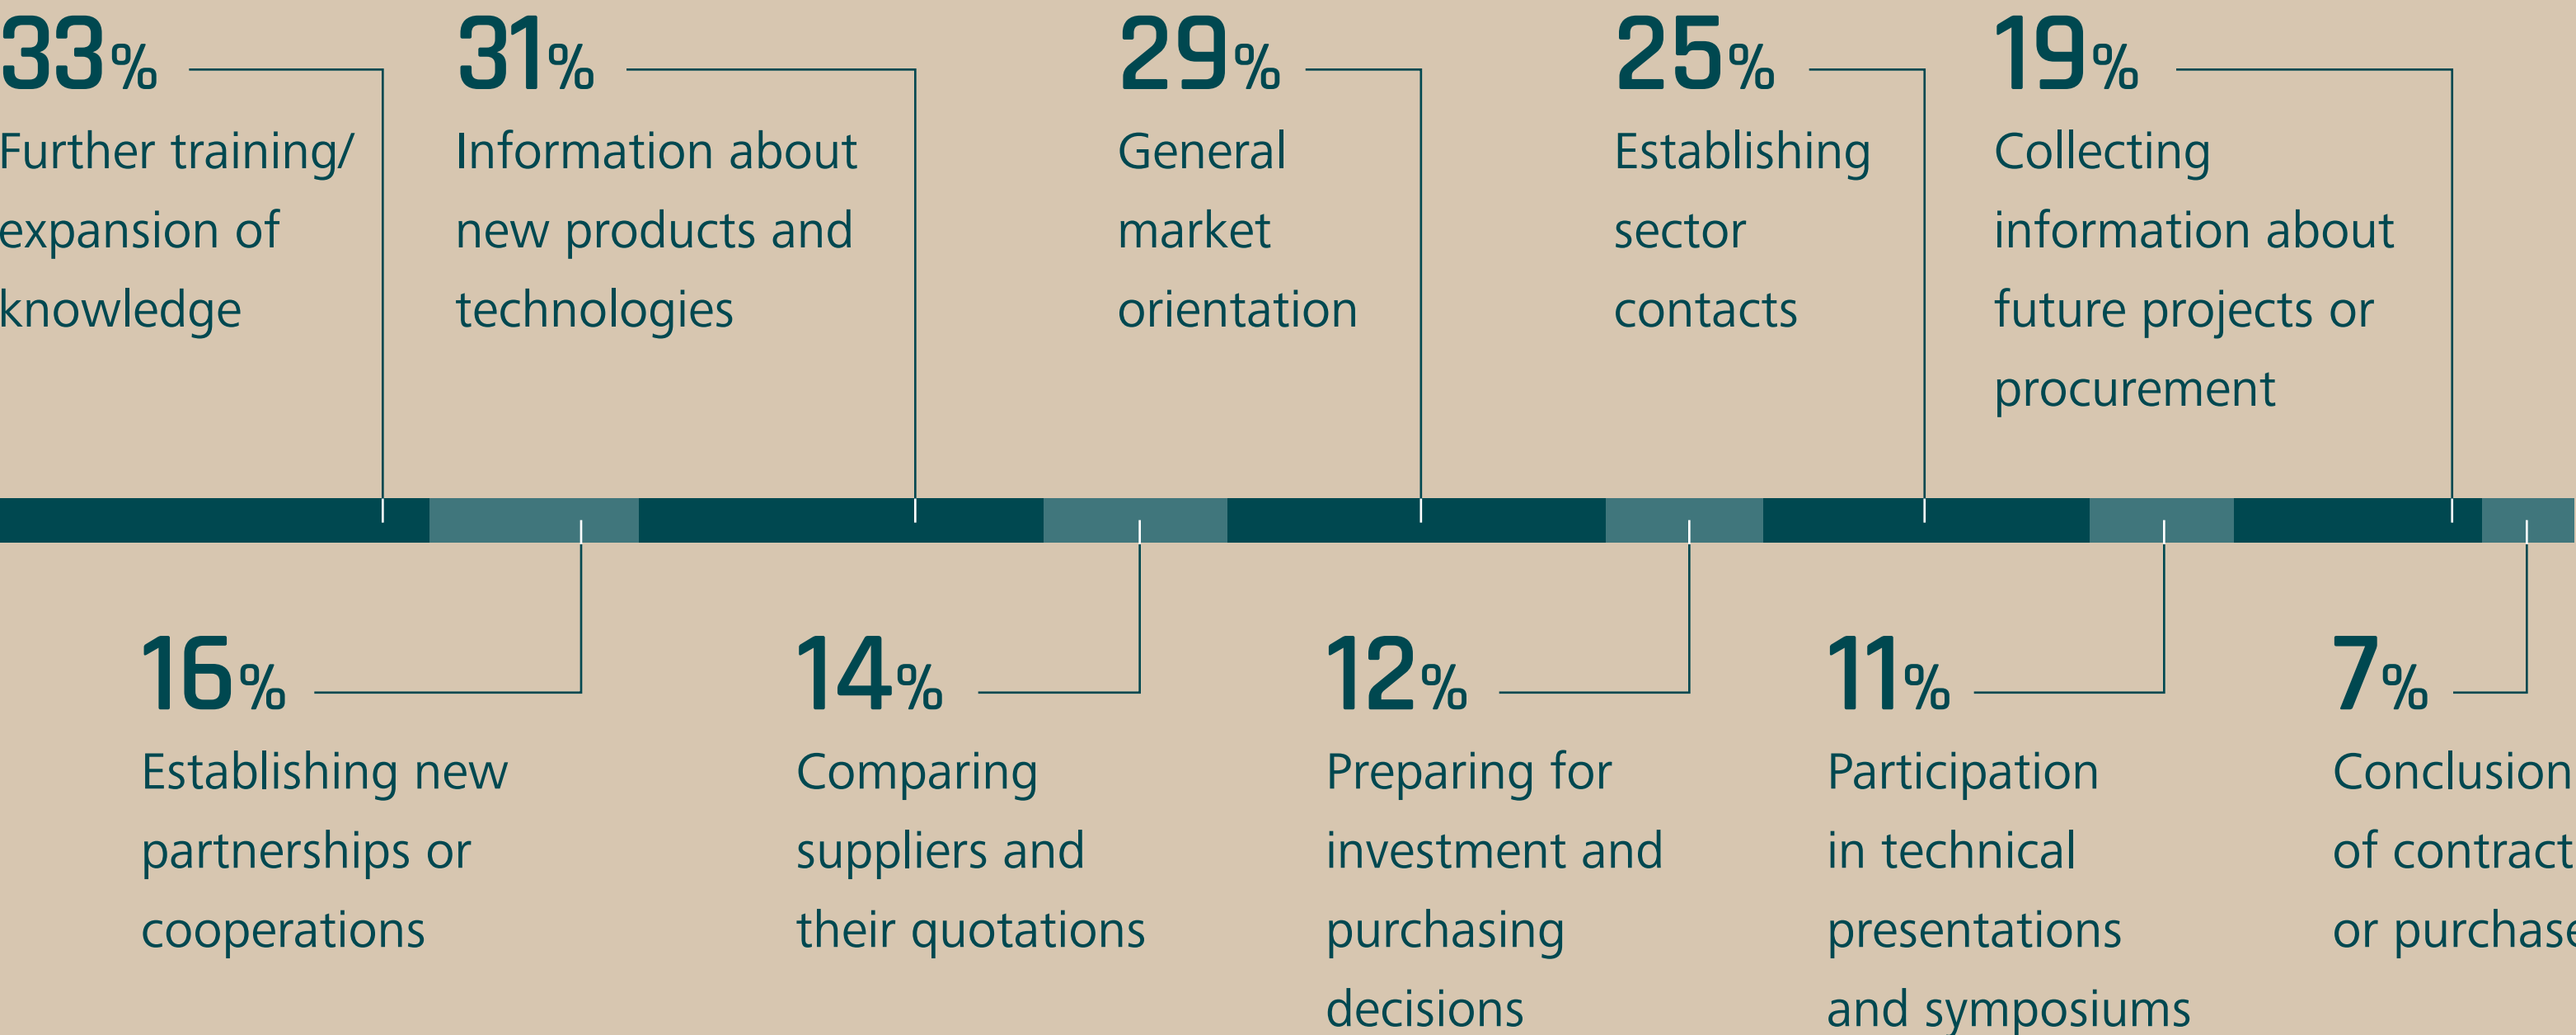 33%
Further training/
expansion of
knowledge
31%
Information about
new products and
technologies
29%
General
market
orientation
25%
Establishing
sector
contacts
19%
Collecting
information about
future projects or
procurement
16%
Establishing new
partnerships or
cooperations
14%
Comparing
suppliers and
their quotations
12%
Preparing for
investment and
purchasing
decisions
11%
Participation
in technical
presentations
and symposiums
7%
Conclusion
of contract
or purchase